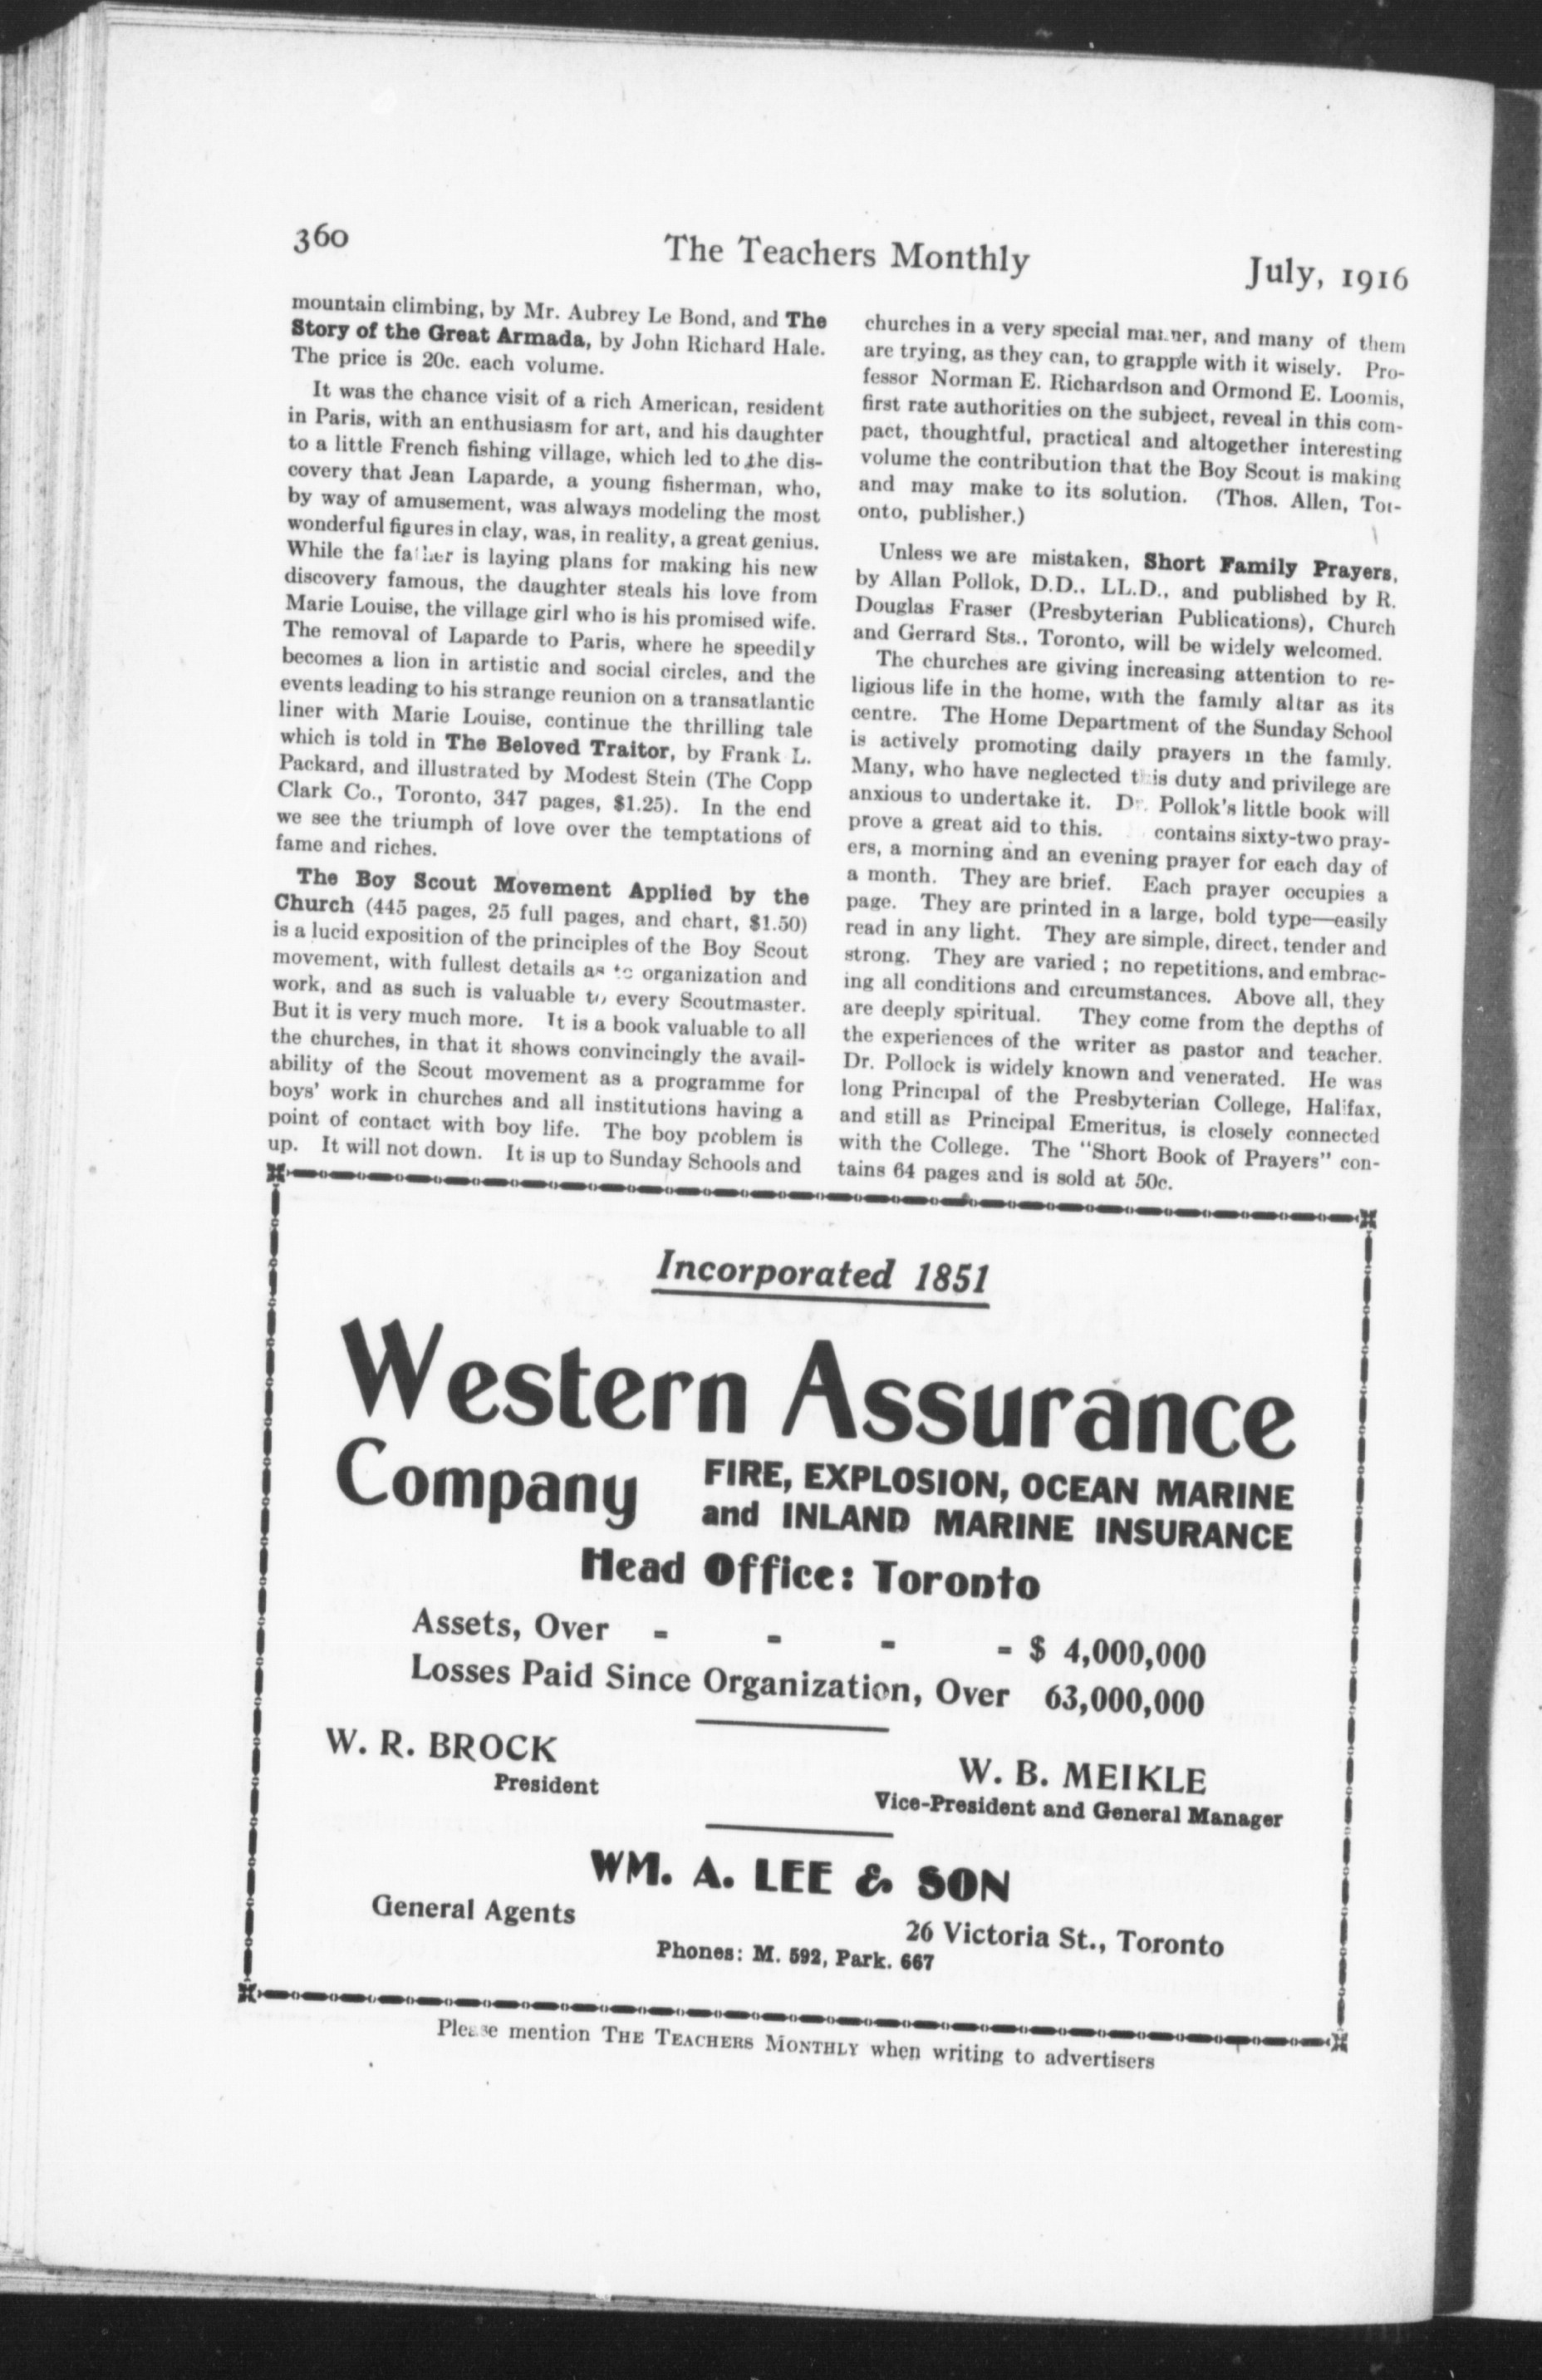 360
The Teachers Monthly
July, 1916
mountain climbing, by Mr. Aubrey Le Bond, and The
Story of the Great Armada, by John Richard Hale.
The price is 20c. each volume.
It was the chance visit of a rich American, resident
in Paris, with an enthusiasm for art, and his daughter
to a little French fishing village, which led to the dis-
covery that Jean Laparde, a young fisherman, who,
by way of amusement, was always modeling the most
wonderful figures in clay, was, in reality, a great genius.
While the father is laying plans for making his new
discovery famous, the daughter steals his love from
Marie Louise, the village girl who is his promised wife.
The removal of Laparde to Paris, where he speedily
becomes a lion in artistic and social circles, and the
events leading to his strange reunion on a transatlantic
liner with Marie Louise, continue the thrilling tale
which is told in The Beloved Traitor, by Frank L.
Packard, and illustrated by Modest Stein (The Copp
Clark Co., Toronto, 347 pages, $1.25). In the end
we see the triumph of love over the temptations of
fame and riches.
The Boy Scout Movement Applied by the
Church (445 pages, 25 full pages, and chart, $1.50)
is a lucid exposition of the principles of the Boy Scout
movement, with fullest details as to organization and
work, and as such is valuable to every Scoutmaster.
But it is very much more. It is a book valuable to all
the churches, in that it shows convincingly the avail-
ability of the Scout movement as a programme for
boys' work in churches and all institutions having a
point of contact with boy life. The boy problem is
up. It will not down. It is up to Sunday Schools and
churches in a very special manner, and many of them
are trying, as they can, to grapple with it wisely. Pro-
fessor Norman E. Richardson and Ormond E. Loomis,
first rate authorities on the subject, reveal in this com-
pact, thoughtful, practical and altogether interesting
volume the contribution that the Boy Scout is making
and may make to its solution. (Thos. Allen, Tor-
onto, publisher.)
Unless we are mistaken, Short Family Prayers,
by Allan Pollok, D.D., LL.D., and published by R.
Douglas Fraser (Presbyterian Publications), Church
and Gerrard Sts., Toronto, will be widely welcomed.
The churches are giving increasing attention to re-
ligious life in the home, with the family altar as its
centre. The Home Department of the Sunday School
is actively promoting daily prayers in the family.
Many, who have neglected this duty and privilege are
anxious to undertake it. Dr. Pollok's little book will
prove a great aid to this. contains sixty-two pray-
ers, a morning and an evening prayer for each day of
a month. They are brief. Each prayer occupies a
page. They are printed in a large, bold type—easily
read in any light. They are simple, direct, tender and
strong. They are varied ; no repetitions, and embrac-
ing all conditions and circumstances. Above all, they
are deeply spiritual. They come from the depths of
the experiences of the writer as pastor and teacher.
Dr. Pollock is widely known and venerated. He was
long Principal of the Presbyterian College, Halifax,
and still as Principal Emeritus, is closely connected
with the College. The "Short Book of Prayers" con-
tains 64 pages and is sold at 50c.
Incorporated 1851
Western Assurance
Company
FIRE, EXPLOSION, OCEAN MARINE
and INLAND MARINE INSURANCE
Head Office: Toronto
Assets, Over - - - - $ 4,000,000
Losses Paid Since Organization, Over 63,000,000
W. R. BROCK
President
W. B. MEIKLE
Vice-President and General Manager
WM. A. LEE & SON
General Agents
26 Victoria St., Toronto
Phones: M. 592, Park. 667
Please mention THE TEACHERS MONTHLY when writing to advertisers